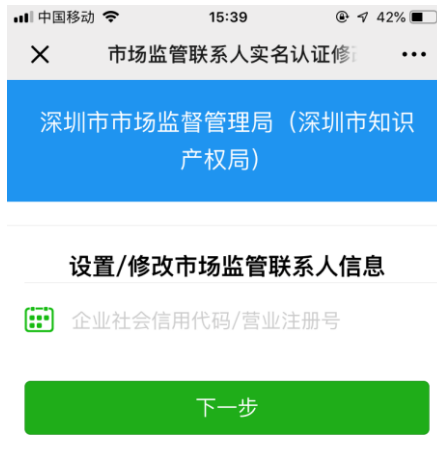 中国移动 15:39 42%
市场监管联系人实名认证修
深圳市市场监督管理局（深圳市知识
产权局）
设置/修改市场监管联系人信息
企业社会信用代码/营业注册号
下一步